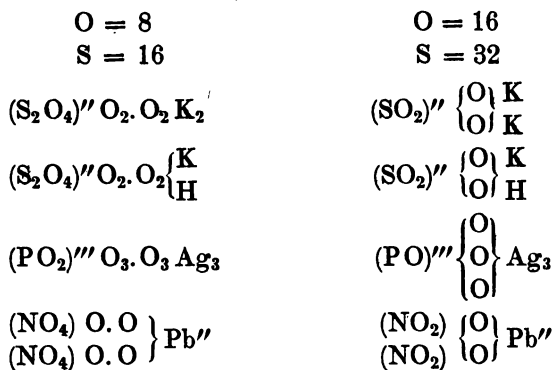 O = 8 O = 16
S = 16 S = 32
(S₂O₄)″ O₂. O₂ K₂ (SO₂)″ {O} K
{O} K
(S₂O₄)″ O₂. O₂ {K (SO₂)″ {O} K
{H {O} H
(PO₂)‴ O₃. O₃ Ag₃ (PO)‴ {O
O
O} Ag₃
(NO₄) O. O } Pb″ (NO₂) {O} Pb″
(NO₄) O. O (NO₂) {O}